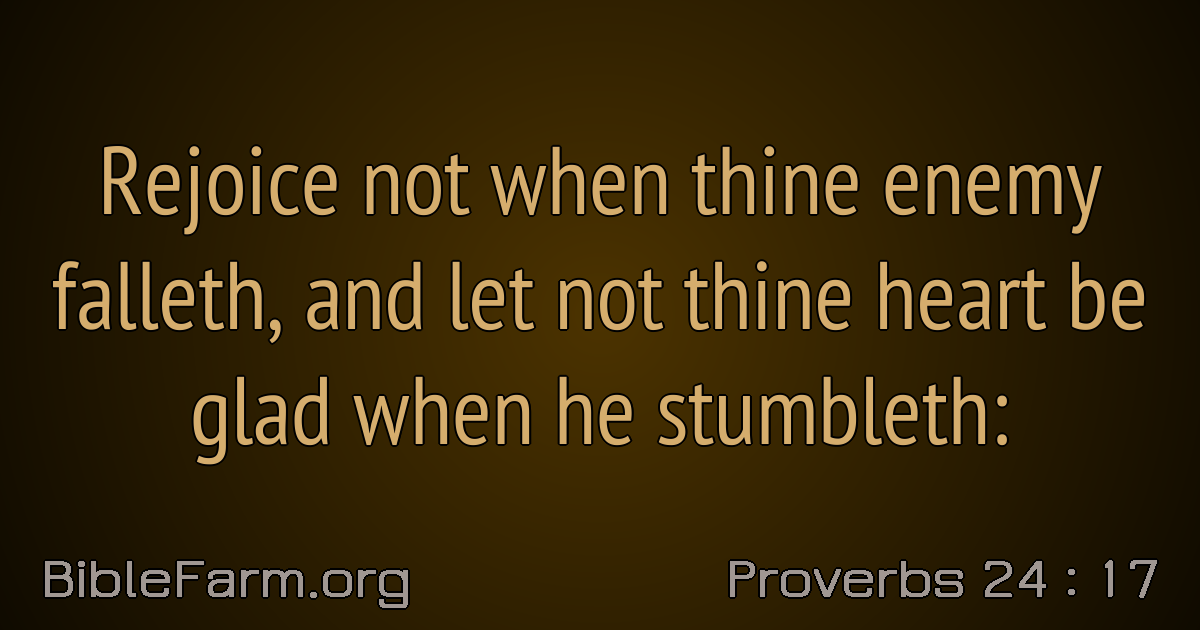 Rejoice not when thine enemy
falleth, and let not thine heart be
glad when he stumbleth:
BibleFarm.org
Proverbs 24 : 17